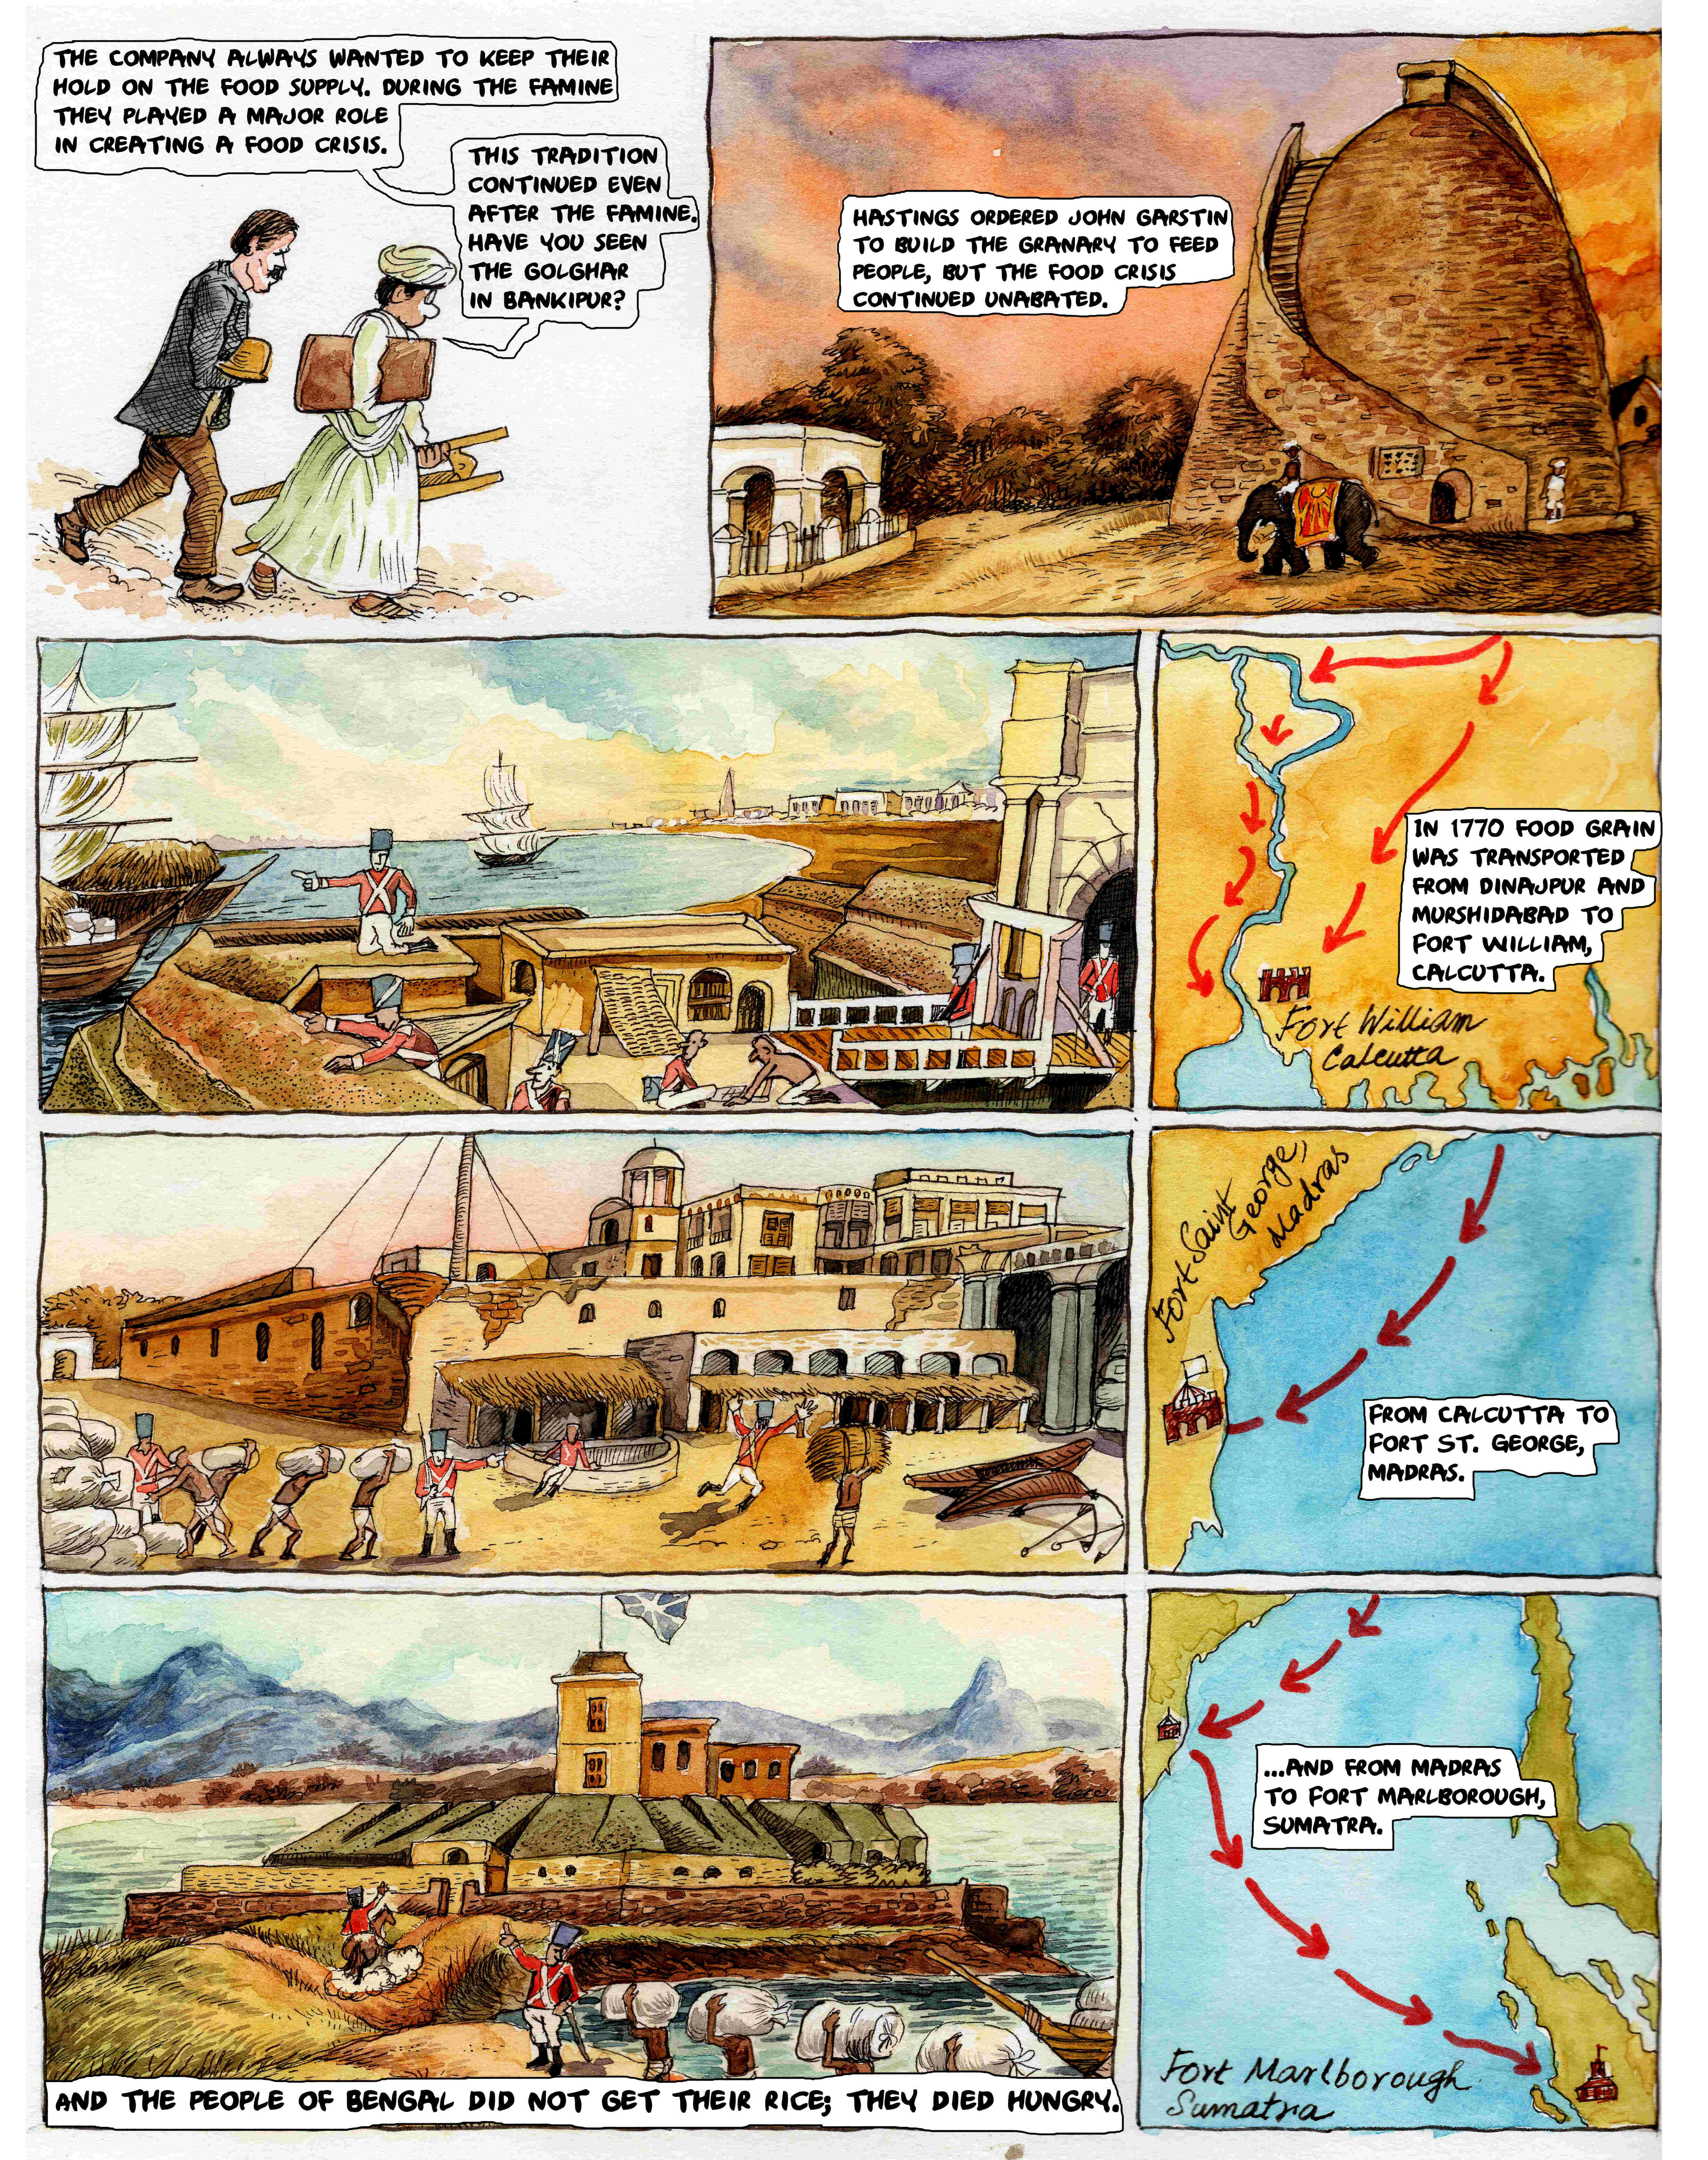 THE COMPANY ALWAYS WANTED TO KEEP THEIR
HOLD ON THE FOOD SUPPLY. DURING THE FAMINE
THEY PLAYED A MAJOR ROLE
IN CREATING A FOOD CRISIS.
THIS TRADITION
CONTINUED EVEN
AFTER THE FAMINE.
HAVE YOU SEEN
THE GOLGHAR
IN BANKIPUR?
HASTINGS ORDERED JOHN GARSTIN
TO BUILD THE GRANARY TO FEED
PEOPLE, BUT THE FOOD CRISIS
CONTINUED UNABATED.
IN 1770 FOOD GRAIN
WAS TRANSPORTED
FROM DINAJPUR AND
MURSHIDABAD TO
FORT WILLIAM,
CALCUTTA.
Fort William
Calcutta
Fort Saint
George,
Madras
FROM CALCUTTA TO
FORT ST. GEORGE,
MADRAS.
...AND FROM MADRAS
TO FORT MARLBOROUGH,
SUMATRA.
Fort Marlborough
Sumatra
AND THE PEOPLE OF BENGAL DID NOT GET THEIR RICE; THEY DIED HUNGRY.